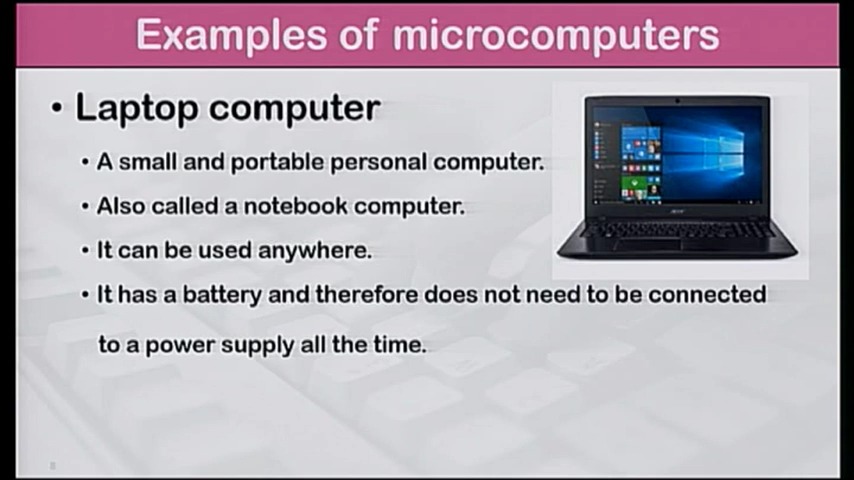 Examples of microcomputers
• Laptop computer
• A small and portable personal computer.
• Also called a notebook computer.
• It can be used anywhere.
• It has a battery and therefore does not need to be connected
to a power supply all the time.
8